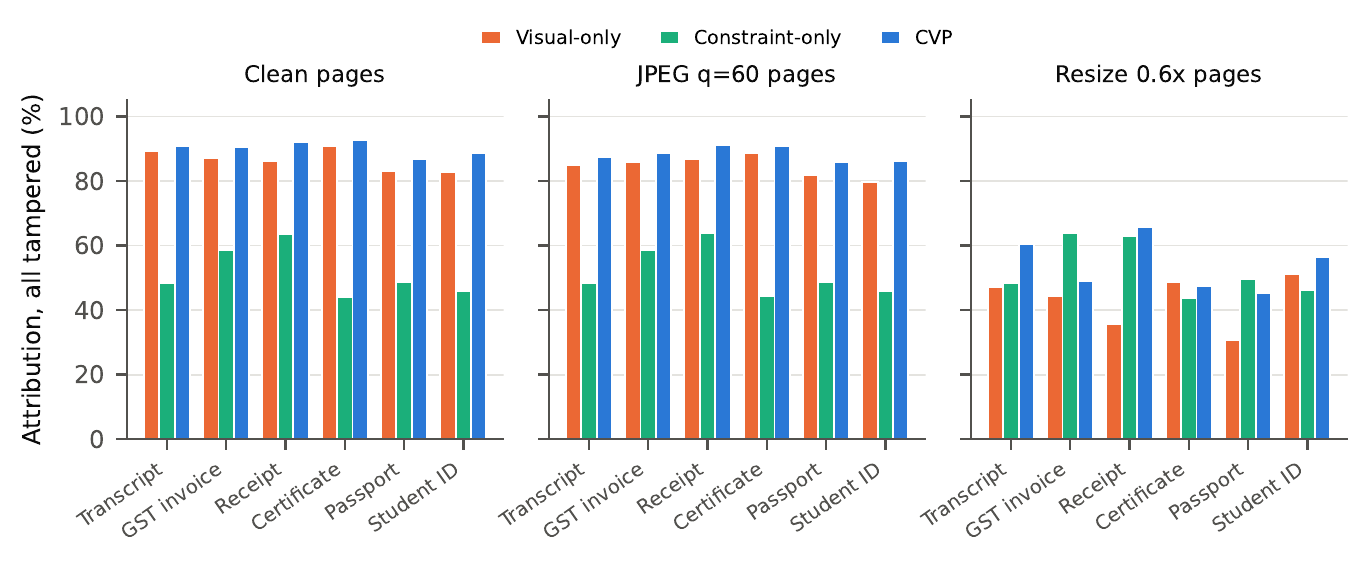 Visual-only Constraint-only CVP
Clean pages JPEG q=60 pages Resize 0.6x pages
Attribution, all tampered (%)
100
80
60
40
20
0
Transcript GST invoice Receipt Certificate Passport Student ID
Transcript GST invoice Receipt Certificate Passport Student ID
Transcript GST invoice Receipt Certificate Passport Student ID